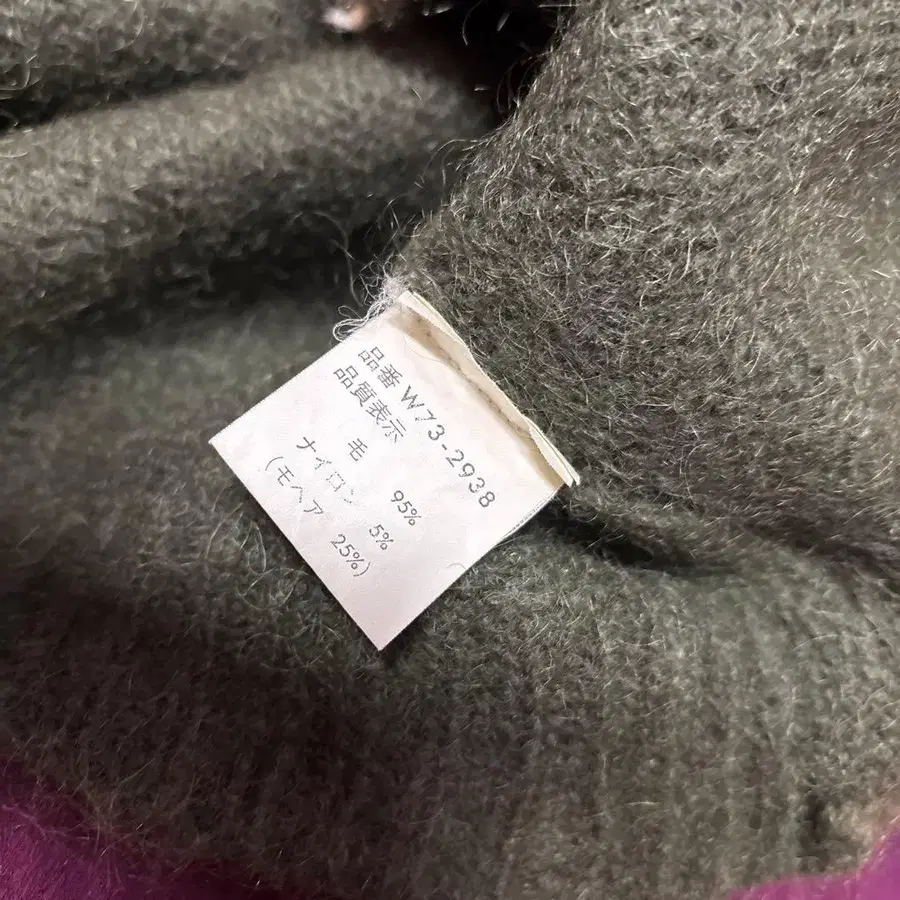 品番 W73-2938
品質表示
毛 95%
ナイロン 5%
(モヘア 25%)